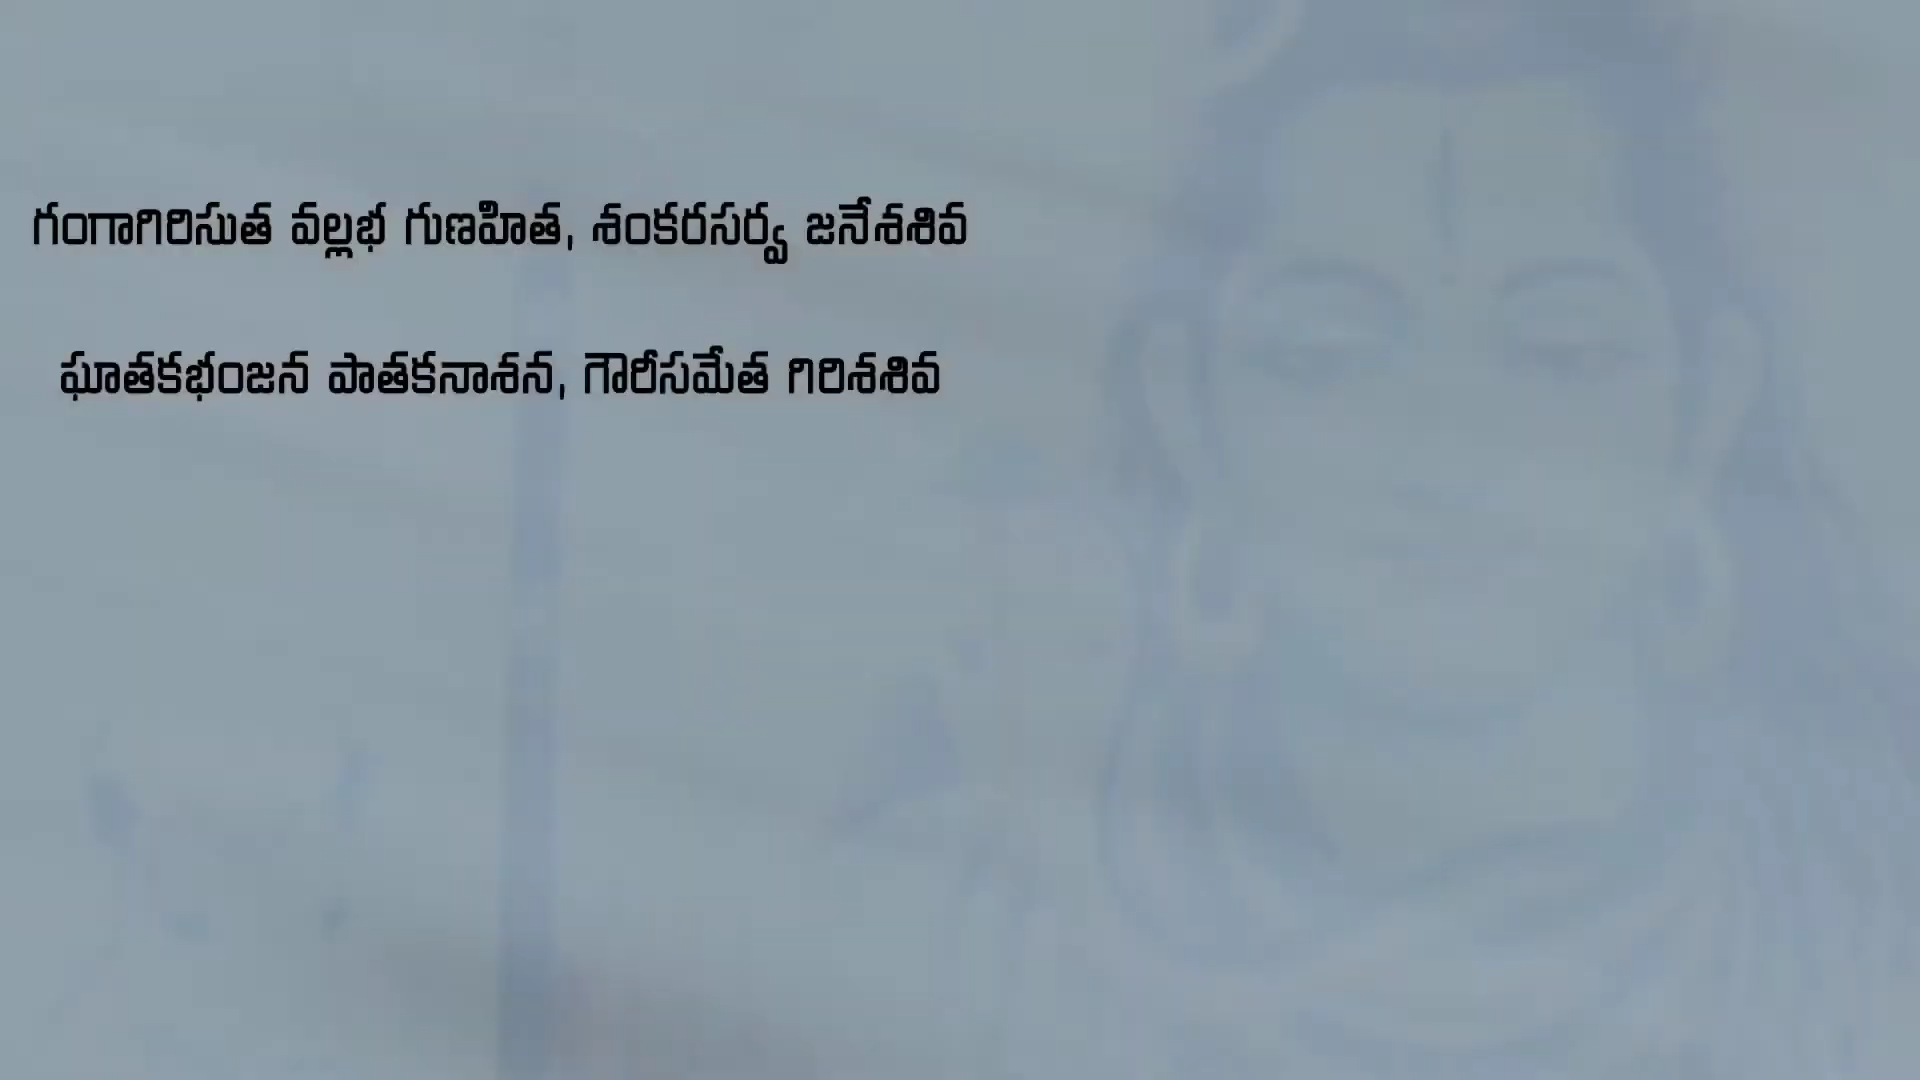 గంగాగిరిసుత వల్లభ గుణహిత, శంకరసర్వ జనేశశివ
ఘాతకభంజన పాతకనాశన, గౌరీసమేత గిరిశశివ